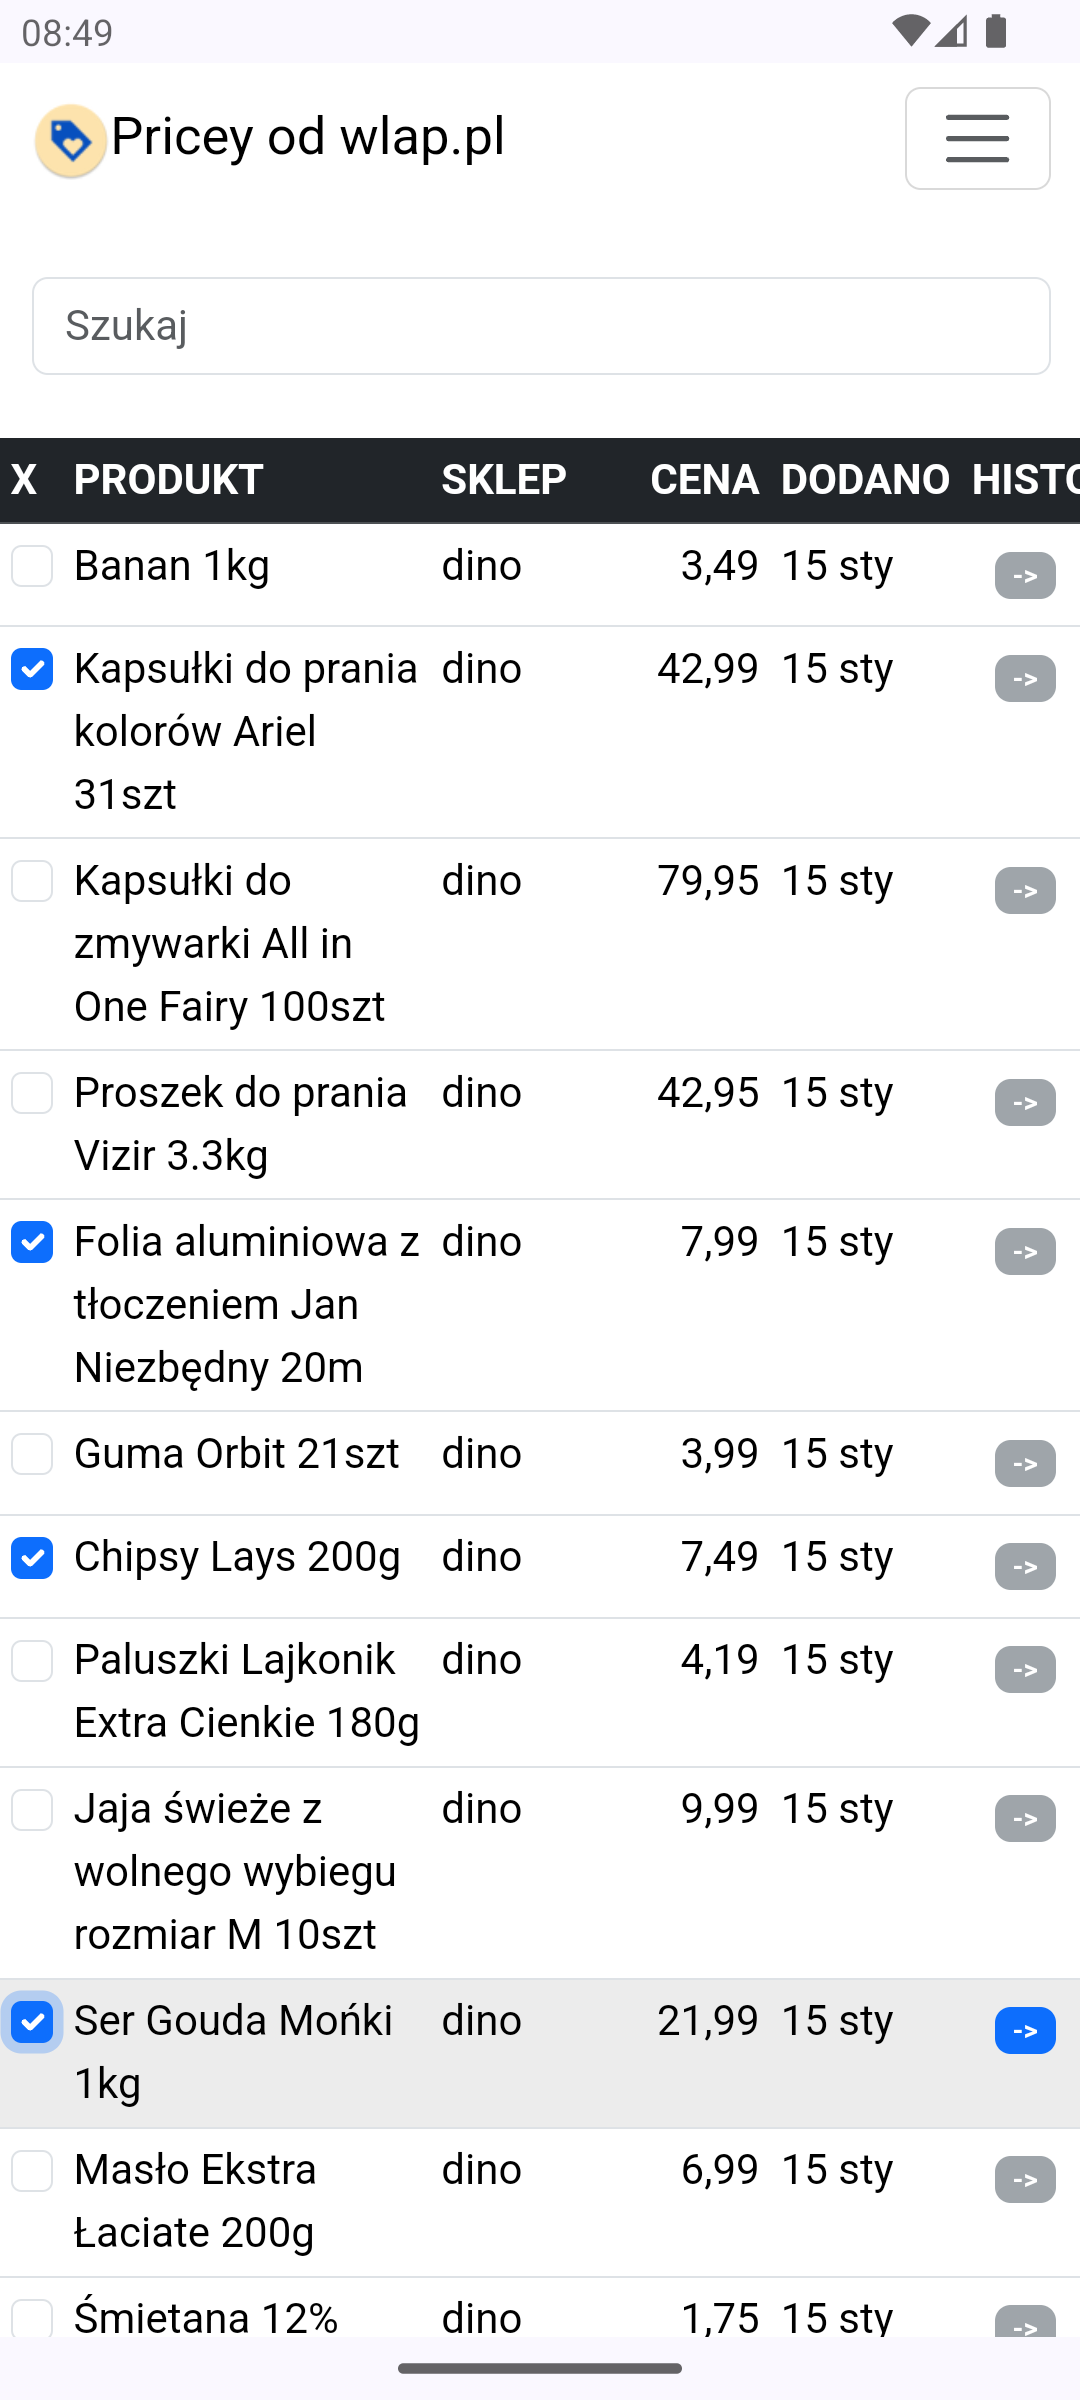 08:49
Pricey od wlap.pl
Szukaj
X PRODUKT SKLEP CENA DODANO HISTO
Banan 1kg dino 3,49 15 sty ->
Kapsułki do prania dino 42,99 15 sty ->
kolorów Ariel
31szt
Kapsułki do dino 79,95 15 sty ->
zmywarki All in
One Fairy 100szt
Proszek do prania dino 42,95 15 sty ->
Vizir 3.3kg
Folia aluminiowa z dino 7,99 15 sty ->
tłoczeniem Jan
Niezbędny 20m
Guma Orbit 21szt dino 3,99 15 sty ->
Chipsy Lays 200g dino 7,49 15 sty ->
Paluszki Lajkonik dino 4,19 15 sty ->
Extra Cienkie 180g
Jaja świeże z dino 9,99 15 sty ->
wolnego wybiegu
rozmiar M 10szt
Ser Gouda Mońki dino 21,99 15 sty ->
1kg
Masło Ekstra dino 6,99 15 sty ->
Łaciate 200g
Śmietana 12% dino 1,75 15 sty ->